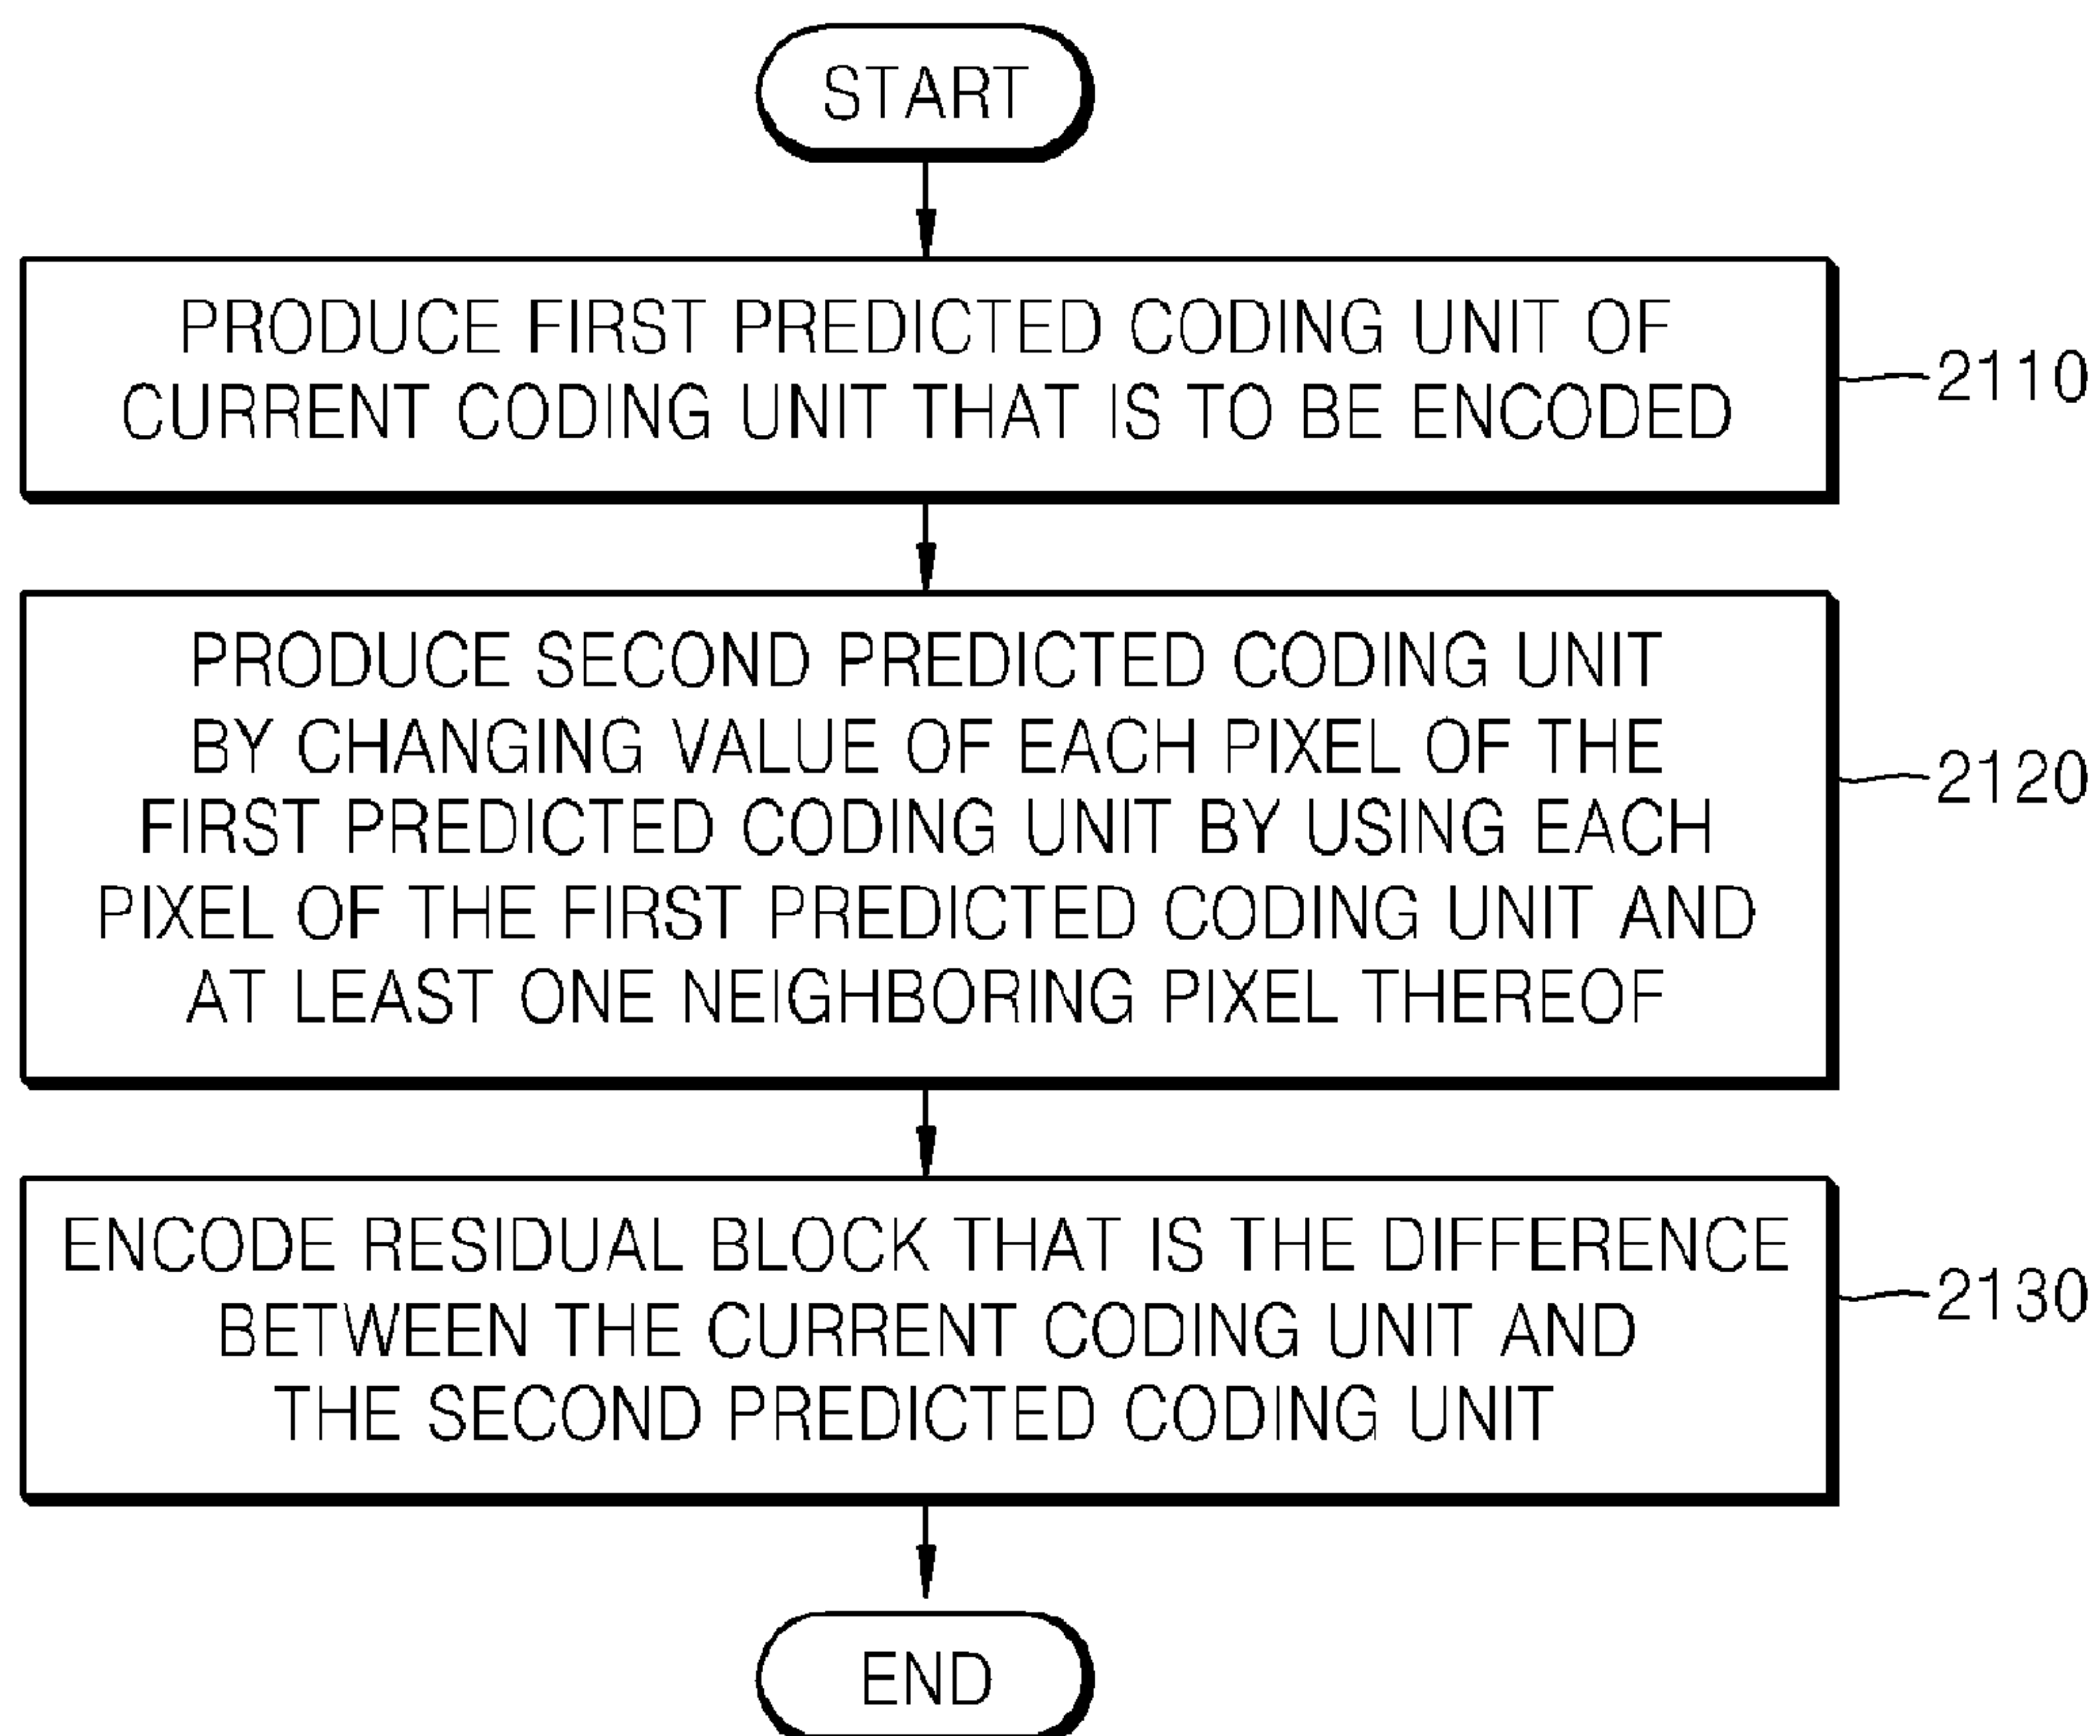 START
PRODUCE FIRST PREDICTED CODING UNIT OF
CURRENT CODING UNIT THAT IS TO BE ENCODED
2110
PRODUCE SECOND PREDICTED CODING UNIT
BY CHANGING VALUE OF EACH PIXEL OF THE
FIRST PREDICTED CODING UNIT BY USING EACH
PIXEL OF THE FIRST PREDICTED CODING UNIT AND
AT LEAST ONE NEIGHBORING PIXEL THEREOF
2120
ENCODE RESIDUAL BLOCK THAT IS THE DIFFERENCE
BETWEEN THE CURRENT CODING UNIT AND
THE SECOND PREDICTED CODING UNIT
2130
END